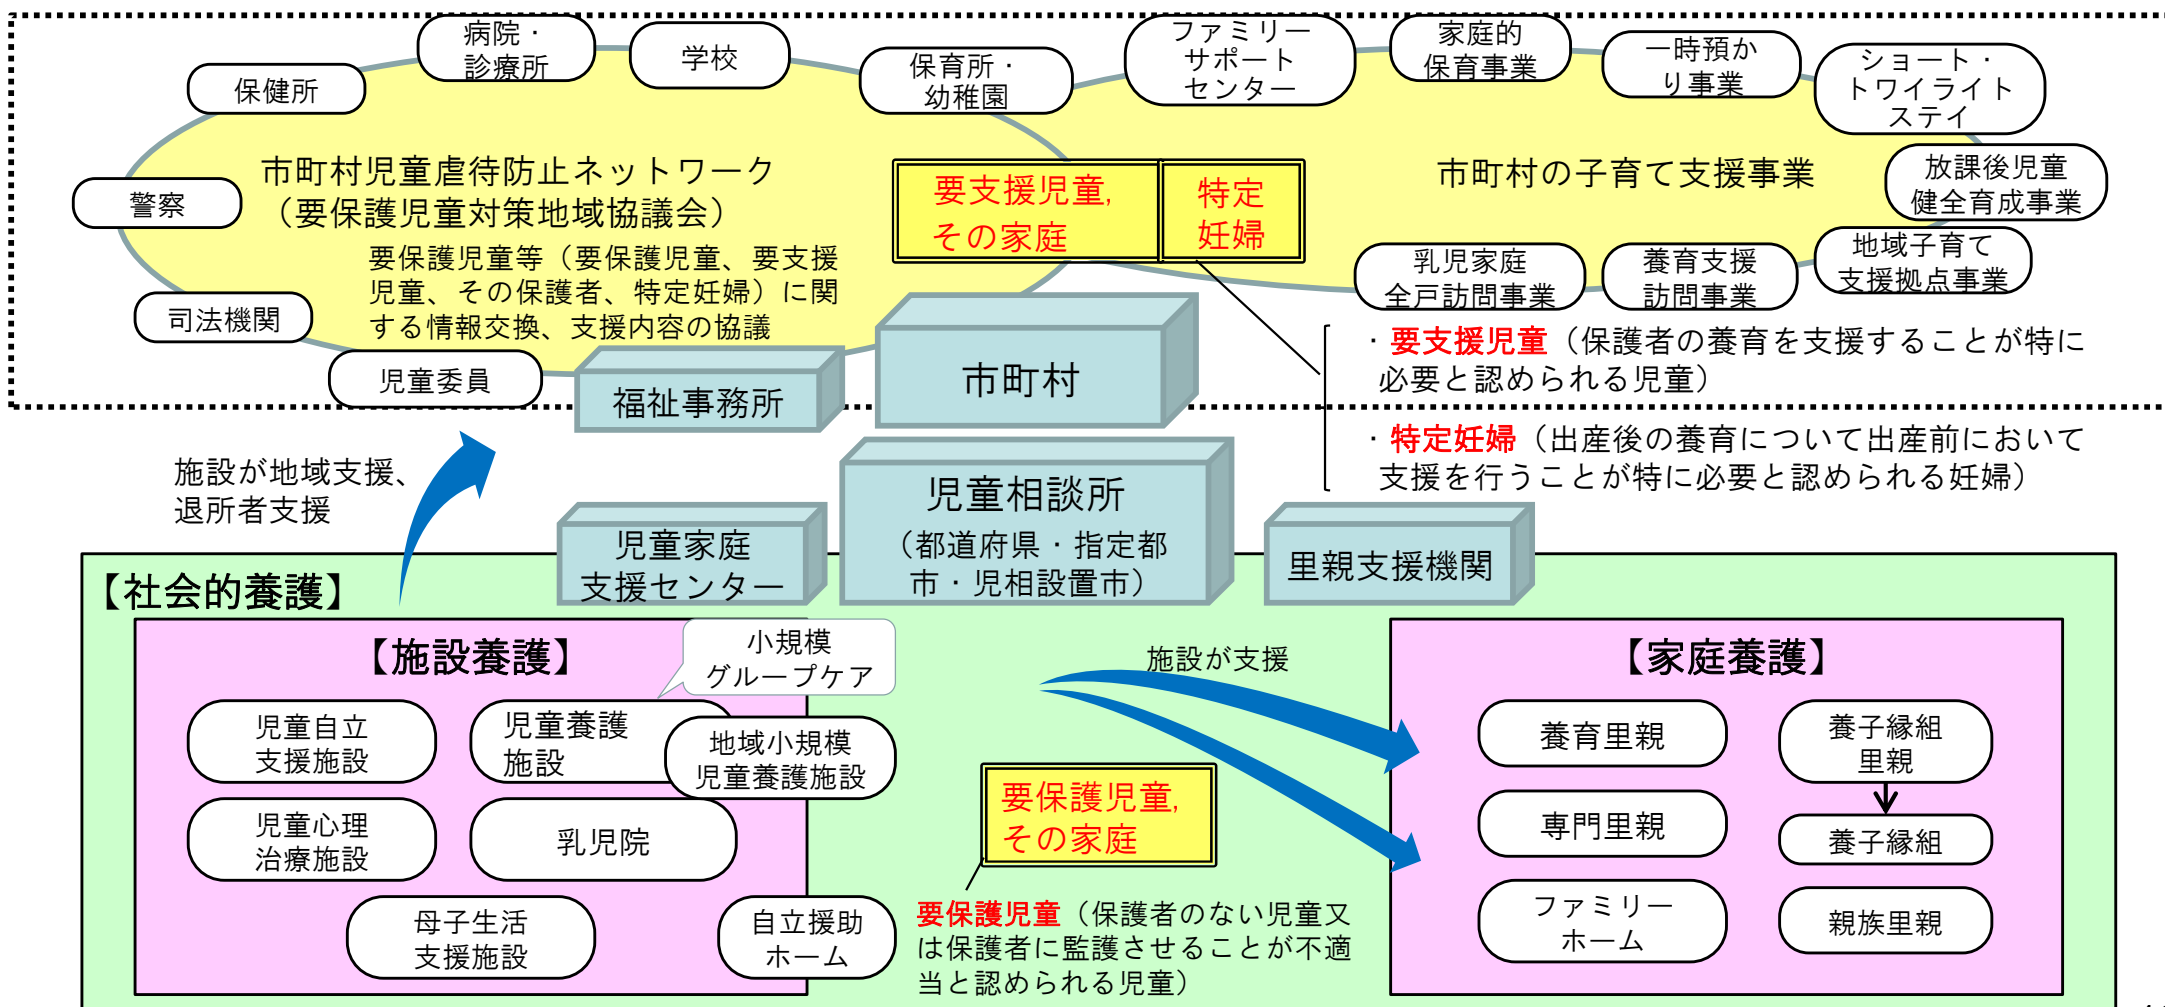 病院・
診療所
学校
保健所
保育所・
幼稚園
ファミリー
サポート
センター
家庭的
保育事業
一時預か
り事業
ショート・
トワイライト
ステイ
警察
市町村児童虐待防止ネットワーク
（要保護児童対策地域協議会）
要保護児童等（要保護児童、要支援
児童、その保護者、特定妊婦）に関
する情報交換、支援内容の協議
要支援児童,
その家庭
特定
妊婦
市町村の子育て支援事業
放課後児童
健全育成事業
乳児家庭
全戸訪問事業
養育支援
訪問事業
地域子育て
支援拠点事業
司法機関
児童委員
福祉事務所
市町村
・要支援児童（保護者の養育を支援することが特に
必要と認められる児童）
・特定妊婦（出産後の養育について出産前において
支援を行うことが特に必要と認められる妊婦）
施設が地域支援、
退所者支援
児童家庭
支援センター
児童相談所
（都道府県・指定都
市・児相設置市）
里親支援機関
【社会的養護】
【施設養護】
小規模
グループケア
児童自立
支援施設
児童養護
施設
地域小規模
児童養護施設
児童心理
治療施設
乳児院
母子生活
支援施設
自立援助
ホーム
施設が支援
要保護児童,
その家庭
要保護児童（保護者のない児童又
は保護者に監護させることが不適
当と認められる児童）
【家庭養護】
養育里親
養子縁組
里親
専門里親
養子縁組
ファミリー
ホーム
親族里親